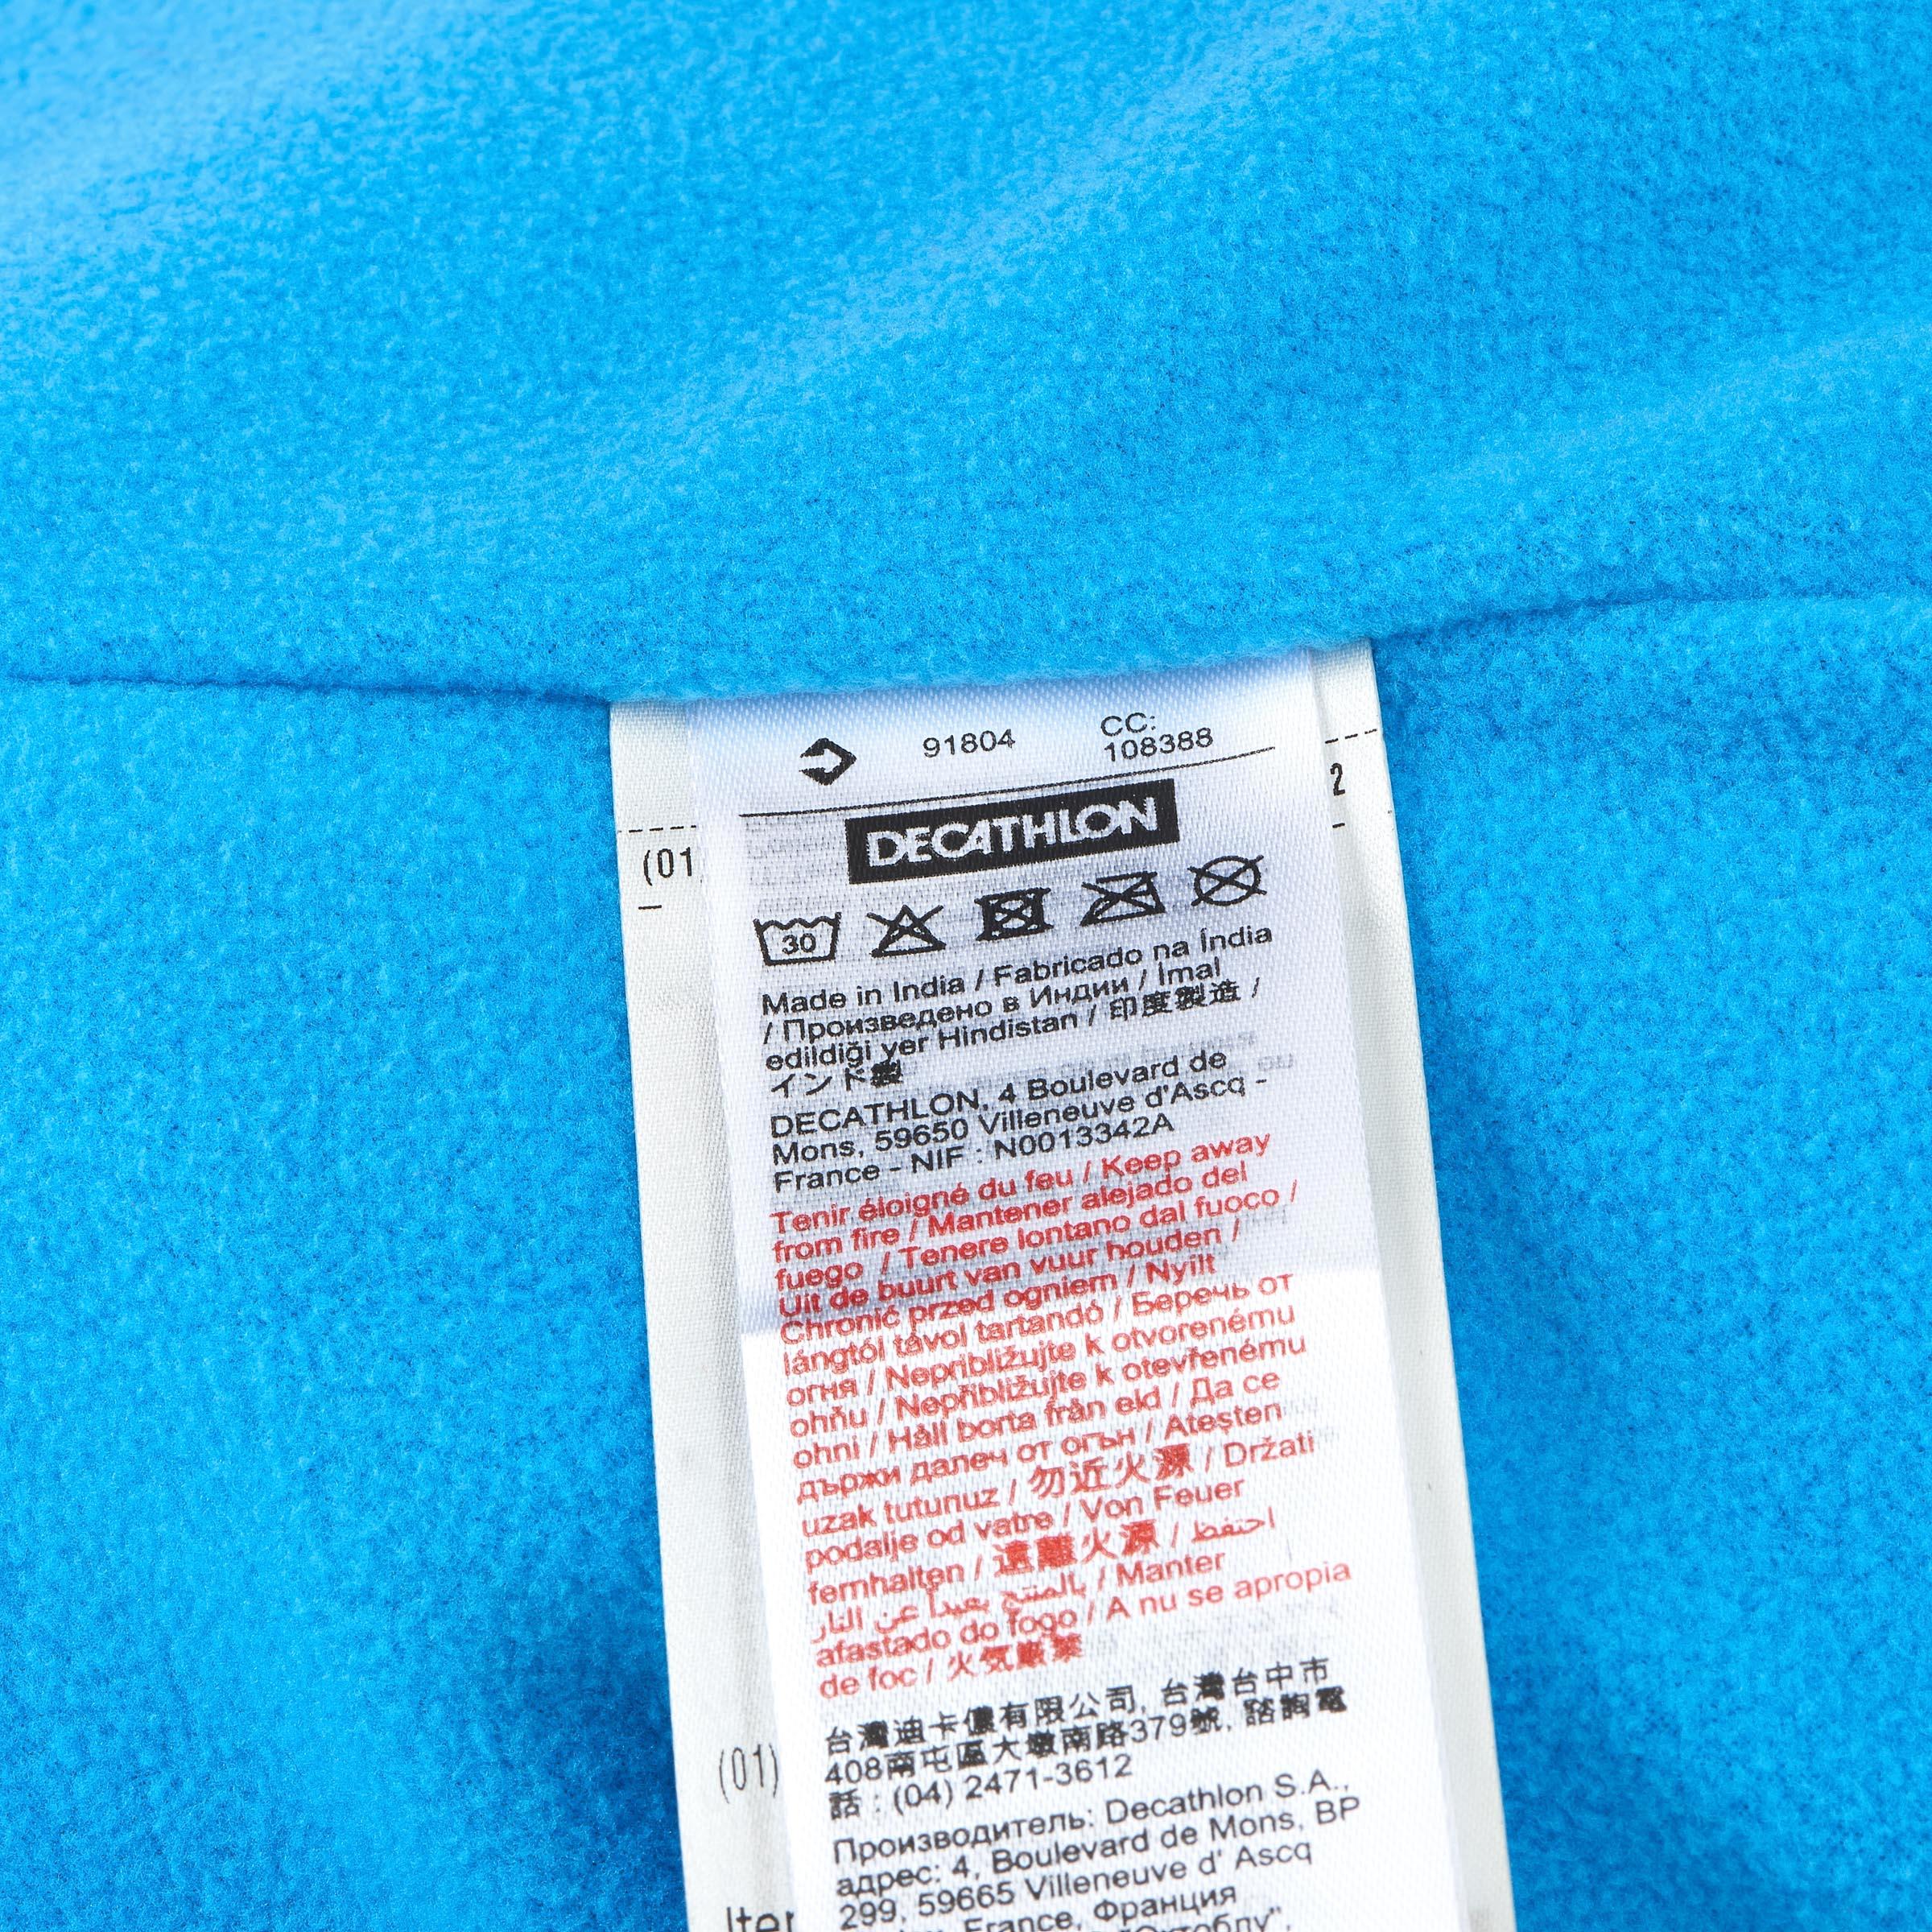 91804
CC:
108388
DECATHLON
30
Made in India / Fabricado na Índia
/ Произведено в Индии / İmal
edildiği yer Hindistan / 印度製造 /
インド製
DECATHLON, 4 Boulevard de
Mons, 59650 Villeneuve d'Ascq -
France - NIF : N0013342A
Tenir éloigné du feu / Keep away
from fire / Mantener alejado del
fuego / Tenere lontano dal fuoco /
Uit de buurt van vuur houden /
Chronić przed ogniem / Nyílt
lángtól távol tartandó / Беречь от
огня / Nepribližujte k otvorenému
ohňu / Nepřibližujte k otevřenému
ohni / Håll borta från eld / Да се
държи далеч от огън / Ateşten
uzak tutunuz / 勿近火源 / Držati
podalje od vatre / Von Feuer
fernhalten / 遠離火源 / احتفظ
بالمنتج بعيداً عن النار / Manter
afastado do fogo / A nu se apropia
de foc / 火気厳禁
台灣迪卡儂有限公司, 台灣台中市
408南屯區大墩南路379號, 諮詢電
話 : (04) 2471-3612
Производитель: Decathlon S.A.,
адрес: 4, Boulevard de Mons, BP
299, 59665 Villeneuve d' Ascq
France, Франция
"Октоблу",
(01
2
(01)